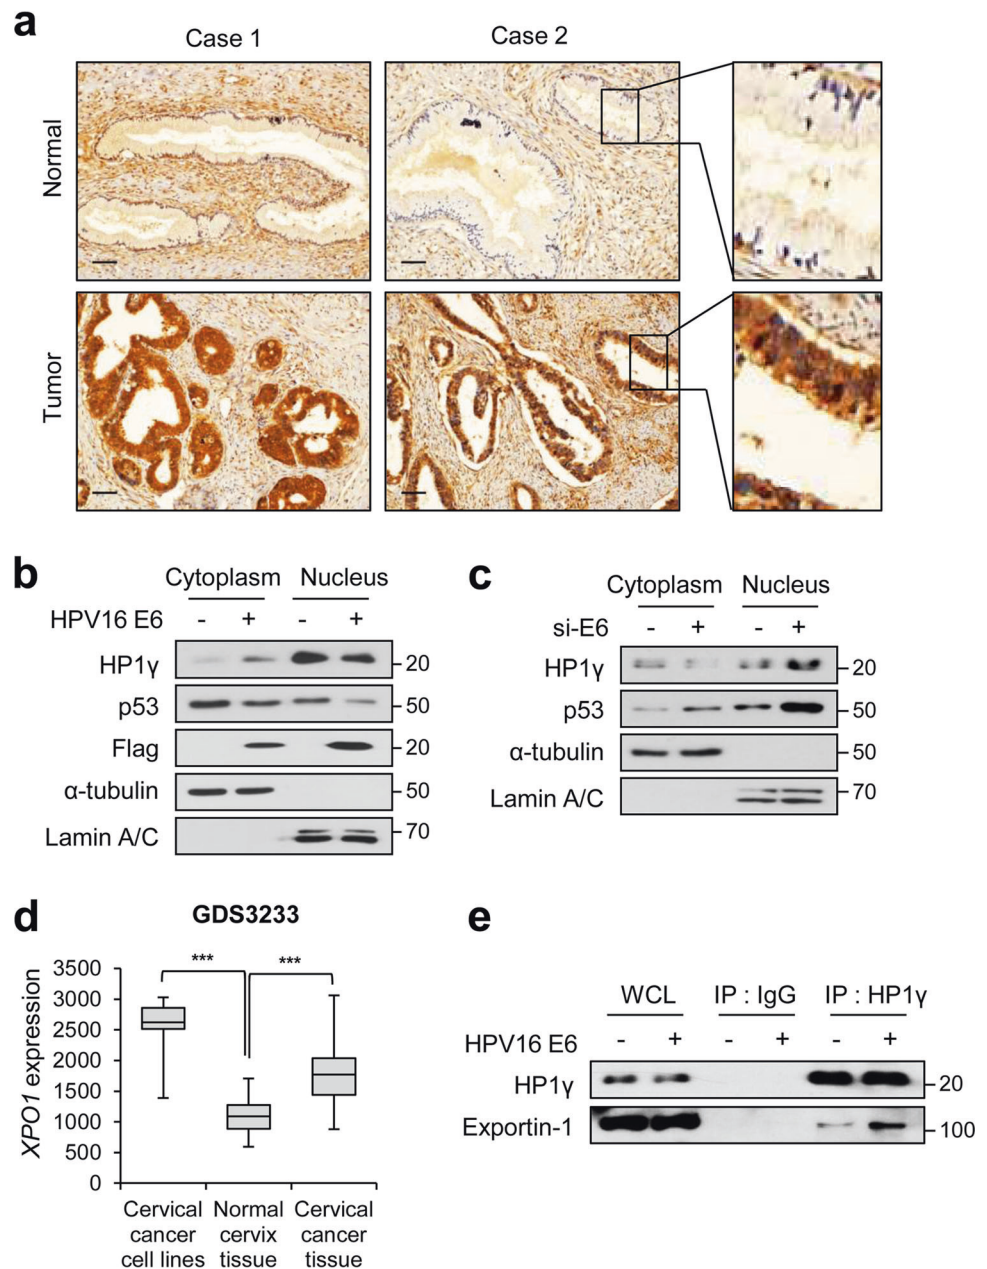 a
Case 1
Case 2
Normal
Tumor
b
Cytoplasm Nucleus
HPV16 E6 - + - +
HP1γ 20
p53 50
Flag 20
α-tubulin 50
Lamin A/C 70
c
Cytoplasm Nucleus
si-E6 - + - +
HP1γ 20
p53 50
α-tubulin 50
Lamin A/C 70
d
GDS3233
XPO1 expression
3500
3000
2500
2000
1500
1000
500
0
*** ***
Cervical cancer cell lines
Normal cervix tissue
Cervical cancer tissue
e
WCL IP : IgG IP : HP1γ
HPV16 E6 - + - + - +
HP1γ 20
Exportin-1 100